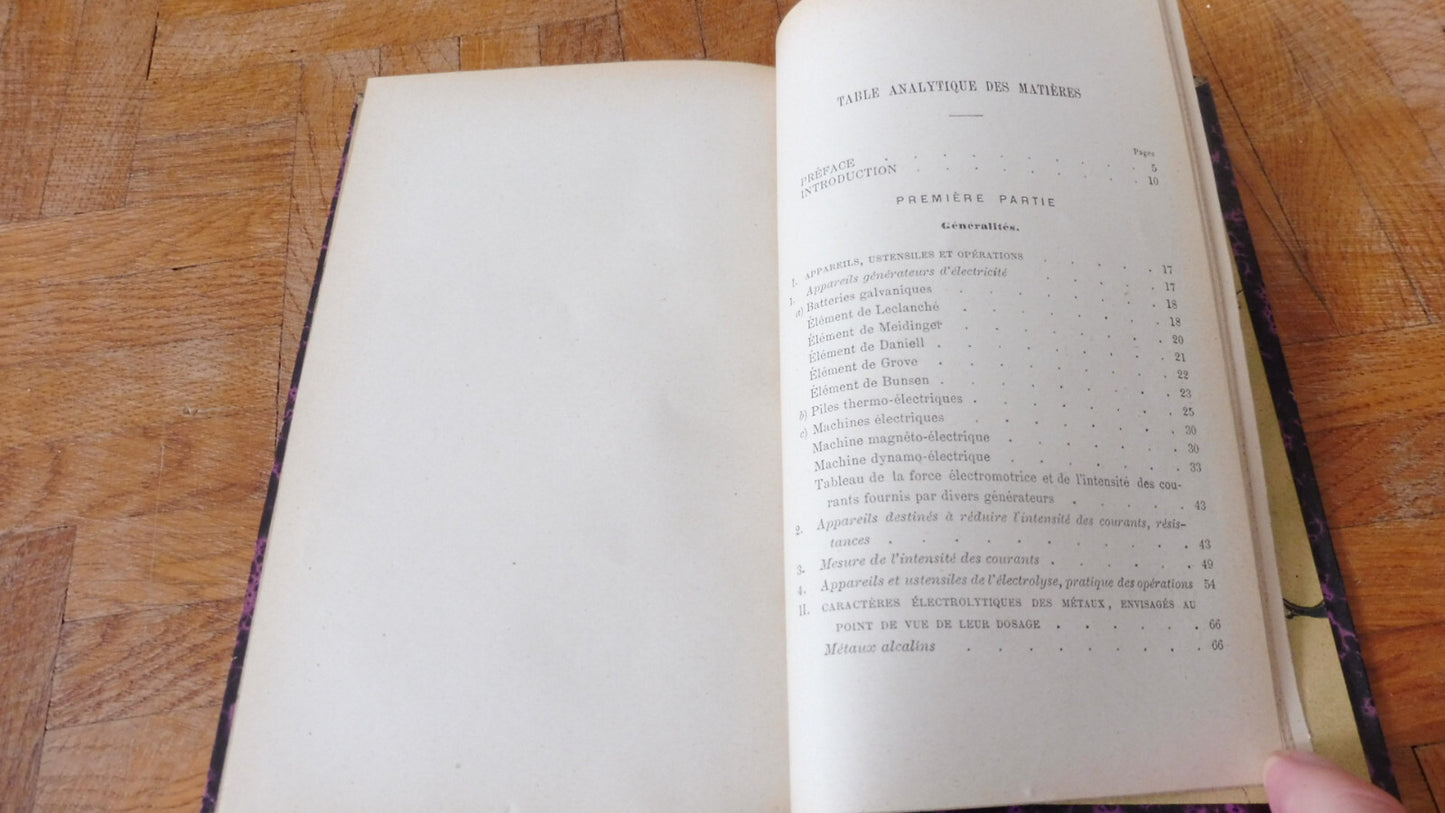 TABLE ANALYTIQUE DES MATIÈRES
Pages
PRÉFACE . . . . . . . . 5
INTRODUCTION . . . . . . . . 10
PREMIÈRE PARTIE
Généralités.
I. APPAREILS, USTENSILES ET OPÉRATIONS . . . . . 17
1. Appareils générateurs d'électricité . . . . . 17
a) Batteries galvaniques . . . . . . . 18
Élément de Leclanché . . . . . . . 18
Élément de Meidinger . . . . . . . 20
Élément de Daniell . . . . . . . 21
Élément de Grove . . . . . . . 22
Élément de Bunsen . . . . . . . 23
b) Piles thermo-électriques . . . . . . . 25
c) Machines électriques . . . . . . . 30
Machine magnéto-électrique . . . . . . 30
Machine dynamo-électrique . . . . . . 33
Tableau de la force électromotrice et de l'intensité des cou-
rants fournis par divers générateurs . . . . 43
2. Appareils destinés à réduire l'intensité des courants, résis-
tances . . . . . . . . . 43
3. Mesure de l'intensité des courants . . . . . 49
4. Appareils et ustensiles de l'électrolyse, pratique des opérations 54
II. CARACTÈRES ÉLECTROLYTIQUES DES MÉTAUX, ENVISAGÉS AU
POINT DE VUE DE LEUR DOSAGE . . . . . 66
Métaux alcalins . . . . . . . . 66